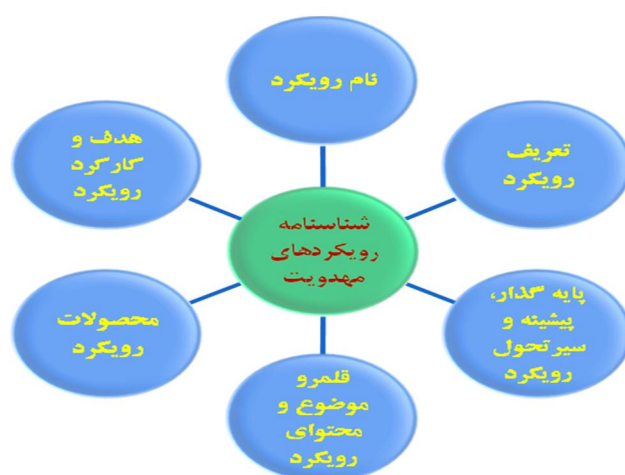 نام رویکرد
تعریف
رویکرد
پایه گذار،
پیشینه و
سیر تحول
رویکرد
قلمرو
موضوع و
محتوای
رویکرد
محصولات
رویکرد
هدف و
کارکرد
رویکرد
شناسنامه
رویکردهای
مهدویت